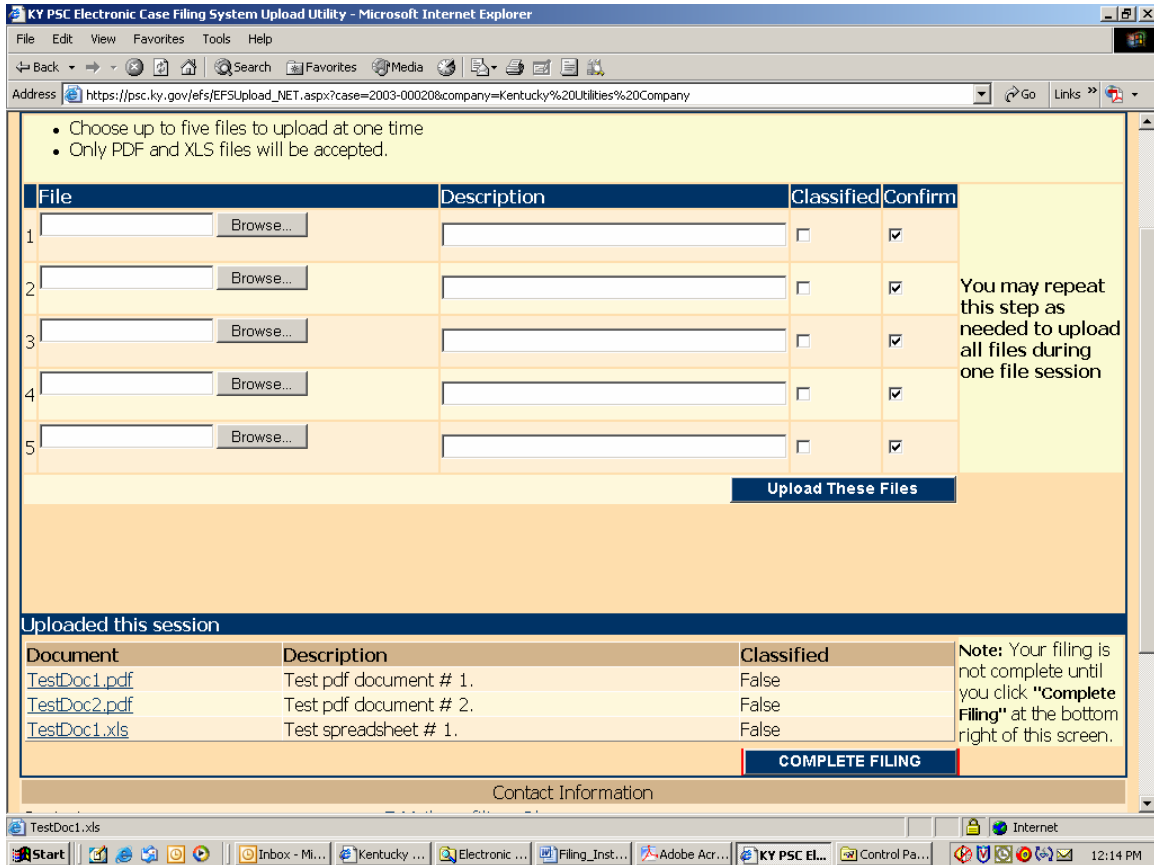 KY PSC Electronic Case Filing System Upload Utility - Microsoft Internet Explorer
File Edit View Favorites Tools Help
Back Search Favorites Media
Address https://psc.ky.gov/efs/EFSUpload_NET.aspx?case=2003-00020&company=Kentucky%20Utilities%20Company Go Links »
• Choose up to five files to upload at one time
• Only PDF and XLS files will be accepted.
File Description Classified Confirm
1 Browse...
2 Browse...
3 Browse...
4 Browse...
5 Browse...
You may repeat
this step as
needed to upload
all files during
one file session
Upload These Files
Uploaded this session
Document Description Classified
TestDoc1.pdf Test pdf document # 1. False
TestDoc2.pdf Test pdf document # 2. False
TestDoc1.xls Test spreadsheet # 1. False
Note: Your filing is
not complete until
you click "Complete
Filing" at the bottom
right of this screen.
COMPLETE FILING
Contact Information
TestDoc1.xls Internet
Start Inbox - Mi... Kentucky ... Electronic ... Filing_Inst... Adobe Acr... KY PSC El... Control Pa... 12:14 PM